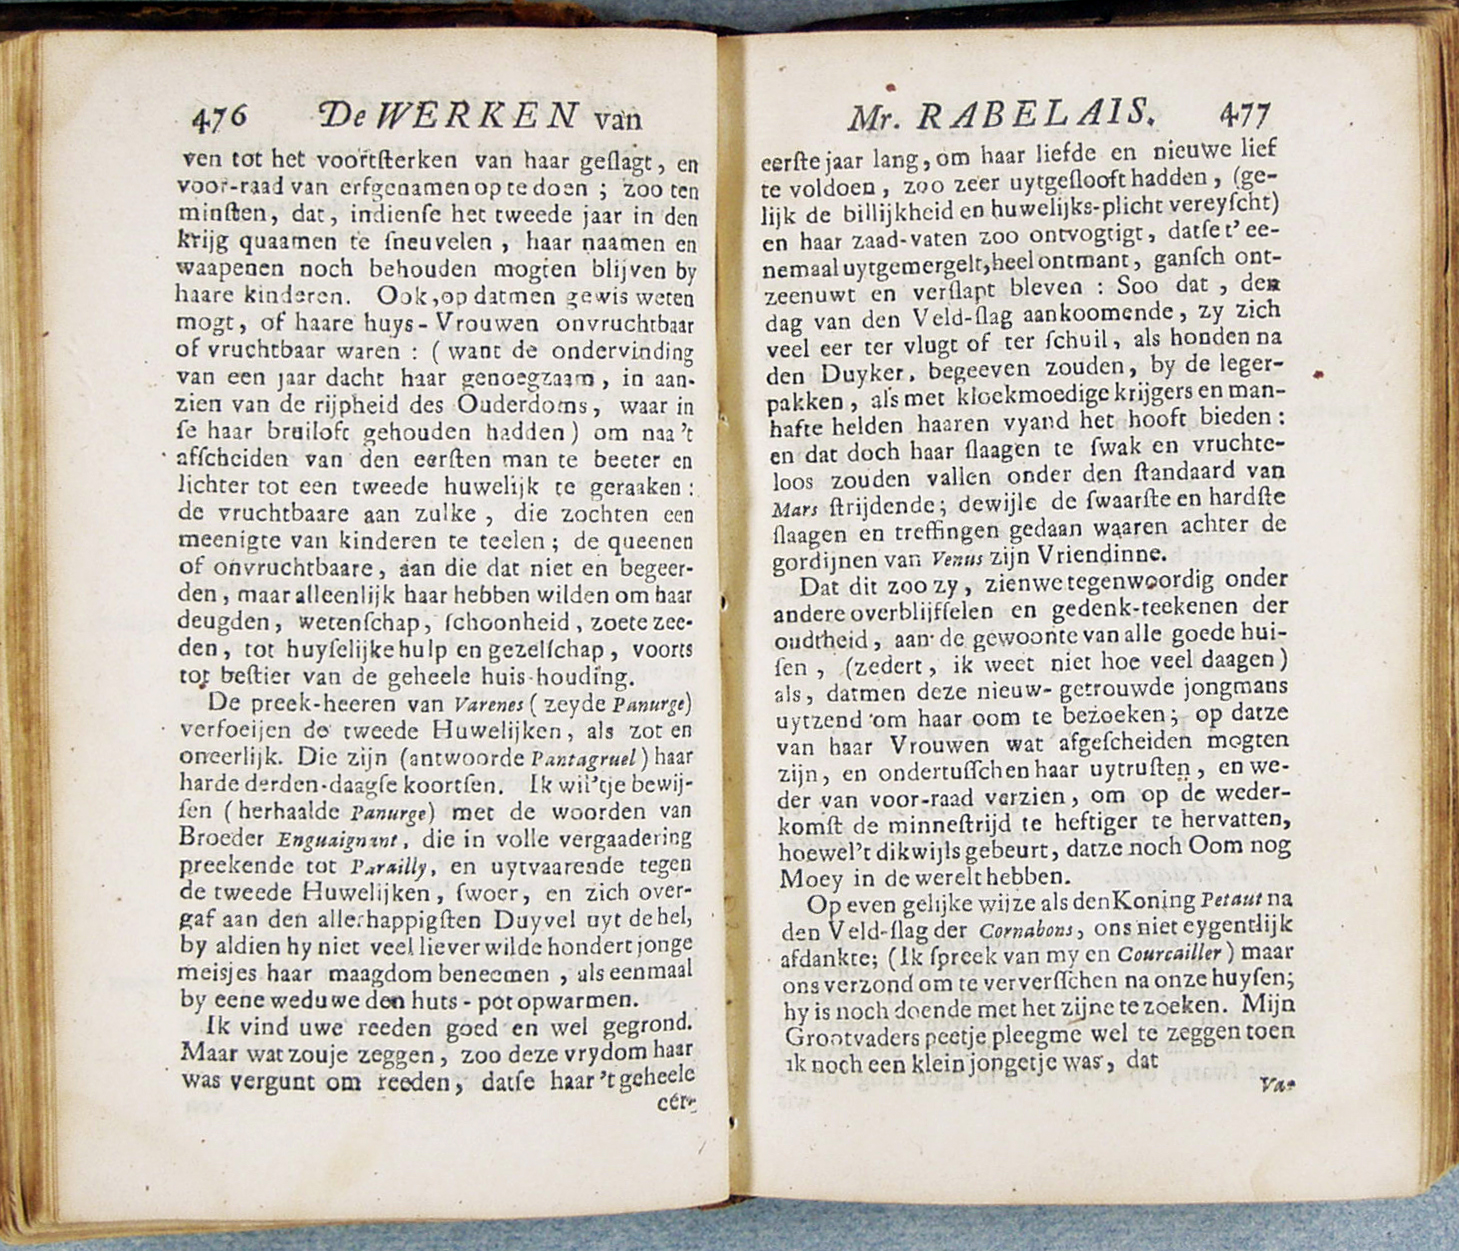 476 De WERKEN van
ven tot het voortſterken van haar geſlagt, en
voor-raad van erfgenamen op te doen ; zoo ten
minſten, dat, indienſe het tweede jaar in den
krijg quaamen te ſneuvelen , haar naamen en
waapenen noch behouden mogten blijven by
haare kinderen. Ook ,op datmen gewis weten
mogt, of haare huys-Vrouwen onvruchtbaar
of vruchtbaar waren : ( want de ondervinding
van een jaar dacht haar genoegzaam , in aan-
zien van de rijpheid des Ouderdoms, waar in
ſe haar bruiloft gehouden hadden) om naa 't
afſcheiden van den eerſten man te beeter en
lichter tot een tweede huwelijk te geraaken :
de vruchtbaare aan zulke , die zochten een
meenigte van kinderen te teelen ; de queenen
of onvruchtbaare, aan die dat niet en begeer-
den , maar alleenlijk haar hebben wilden om haar
deugden, wetenſchap, ſchoonheid , zoete zee-
den , tot huyſelijke hulp en gezelſchap , voorts
tot beſtier van de geheele huis-houding.
De preek-heeren van Varenes ( zeyde Panurge)
verfoeijen de tweede Huwelijken, als zot en
oneerlijk. Die zijn (antwoorde Pantagruel ) haar
harde derden-daagſe koortſen. Ik wil'tje bewij-
ſen ( herhaalde Panurge) met de woorden van
Broeder Enguaignant, die in volle vergaadering
preekende tot Parailly, en uytvaarende tegen
de tweede Huwelijken , ſwoer, en zich over-
gaf aan den allerhappigſten Duyvel uyt de hel,
by aldien hy niet veel liever wilde hondert jonge
meisjes haar maagdom beneemen , als eenmaal
by eene weduwe den huts-pot opwarmen.
Ik vind uwe reeden goed en wel gegrond.
Maar wat zouje zeggen , zoo deze vrydom haar
was vergunt om reeden, datſe haar 't geheele
eer-
Mr. RABELAIS. 477
eerſte jaar lang, om haar liefde en nieuwe lief
te voldoen , zoo zeer uytgeſlooft hadden , (ge-
lijk de billijkheid en huwelijks-plicht vereyſcht)
en haar zaad-vaten zoo ontvogtigt, datſe t' ee-
nemaal uytgemergelt, heel ontmant, ganſch ont-
zeenuwt en verſlapt bleven : Soo dat , den
dag van den Veld-ſlag aankoomende, zy zich
veel eer ter vlugt of ter ſchuil, als honden na
den Duyker, begeeven zouden, by de leger-
pakken , als met kloekmoedige krijgers en man-
hafte helden haaren vyand het hooft bieden :
en dat doch haar ſlaagen te ſwak en vruchte-
loos zouden vallen onder den ſtandaard van
Mars ſtrijdende; dewijle de ſwaarſte en hardſte
ſlaagen en treffingen gedaan waaren achter de
gordijnen van Venus zijn Vriendinne.
Dat dit zoo zy , zien we tegenwoordig onder
andere overblijfſelen en gedenk-teekenen der
oudtheid, aan de gewoonte van alle goede hui-
ſen , (zedert, ik weet niet hoe veel daagen )
als, datmen deze nieuw-getrouwde jongmans
uytzend om haar oom te bezoeken ; op datze
van haar Vrouwen wat afgeſcheiden mogten
zijn , en ondertuſſchen haar uytruſten , en we-
der van voor-raad verzien, om op de weder-
komſt de minneſtrijd te heftiger te hervatten,
hoewel't dikwijls gebeurt, datze noch Oom nog
Moey in de werelt hebben.
Op even gelijke wijze als den Koning Petaut na
den Veld-ſlag der Cornabons, ons niet eygentlijk
afdankte; (Ik ſpreek van my en Courcailler ) maar
ons verzond om te ververſſchen na onze huyſen;
hy is noch doende met het zijne te zoeken. Mijn
Grootvaders peetje pleegme wel te zeggen toen
ik noch een klein jongetje was, dat
Va-